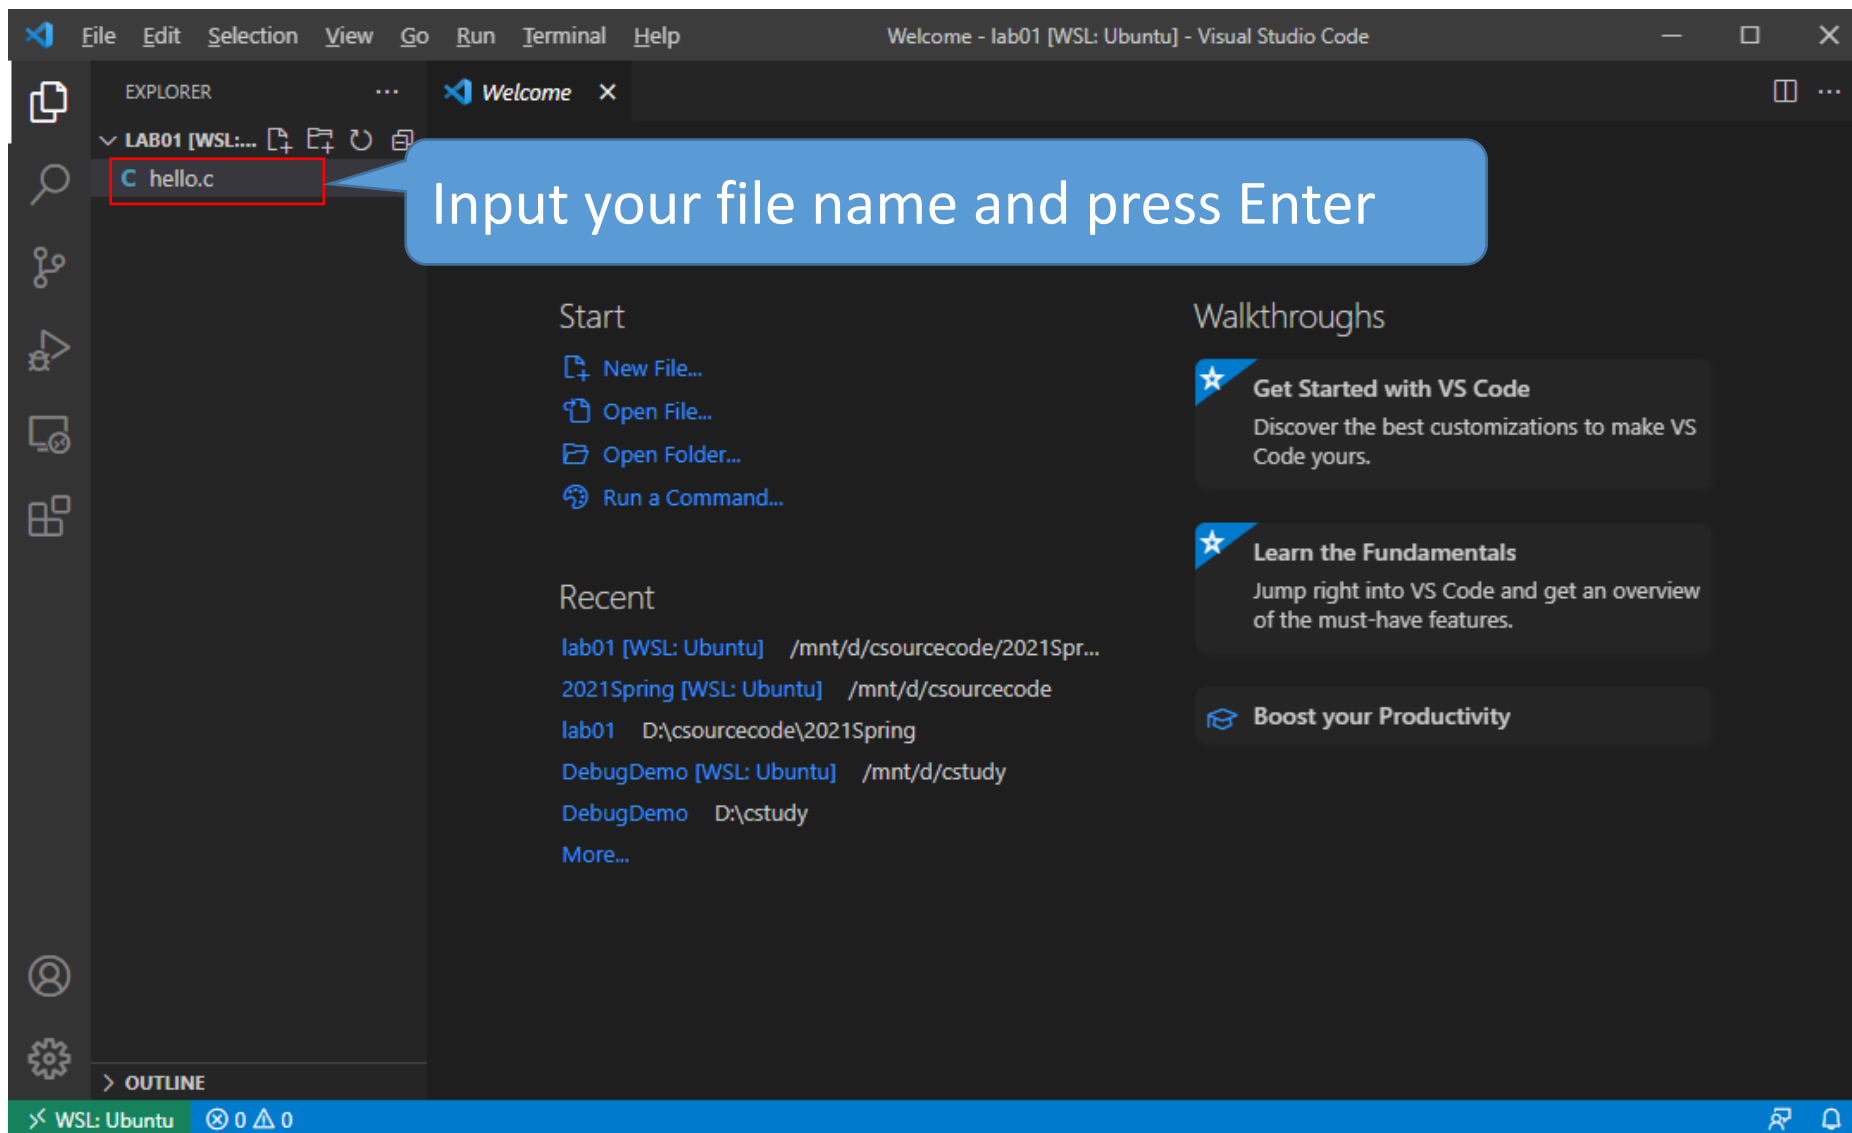 File Edit Selection View Go Run Terminal Help Welcome - lab01 [WSL: Ubuntu] - Visual Studio Code
EXPLORER
Welcome
LAB01 [WSL:...
C hello.c
Input your file name and press Enter
Start
New File...
Open File...
Open Folder...
Run a Command...
Recent
lab01 [WSL: Ubuntu] /mnt/d/csourcecode/2021Spr...
2021Spring [WSL: Ubuntu] /mnt/d/csourcecode
lab01 D:\csourcecode\2021Spring
DebugDemo [WSL: Ubuntu] /mnt/d/cstudy
DebugDemo D:\cstudy
More...
Walkthroughs
Get Started with VS Code
Discover the best customizations to make VS
Code yours.
Learn the Fundamentals
Jump right into VS Code and get an overview
of the must-have features.
Boost your Productivity
OUTLINE
WSL: Ubuntu 0 0